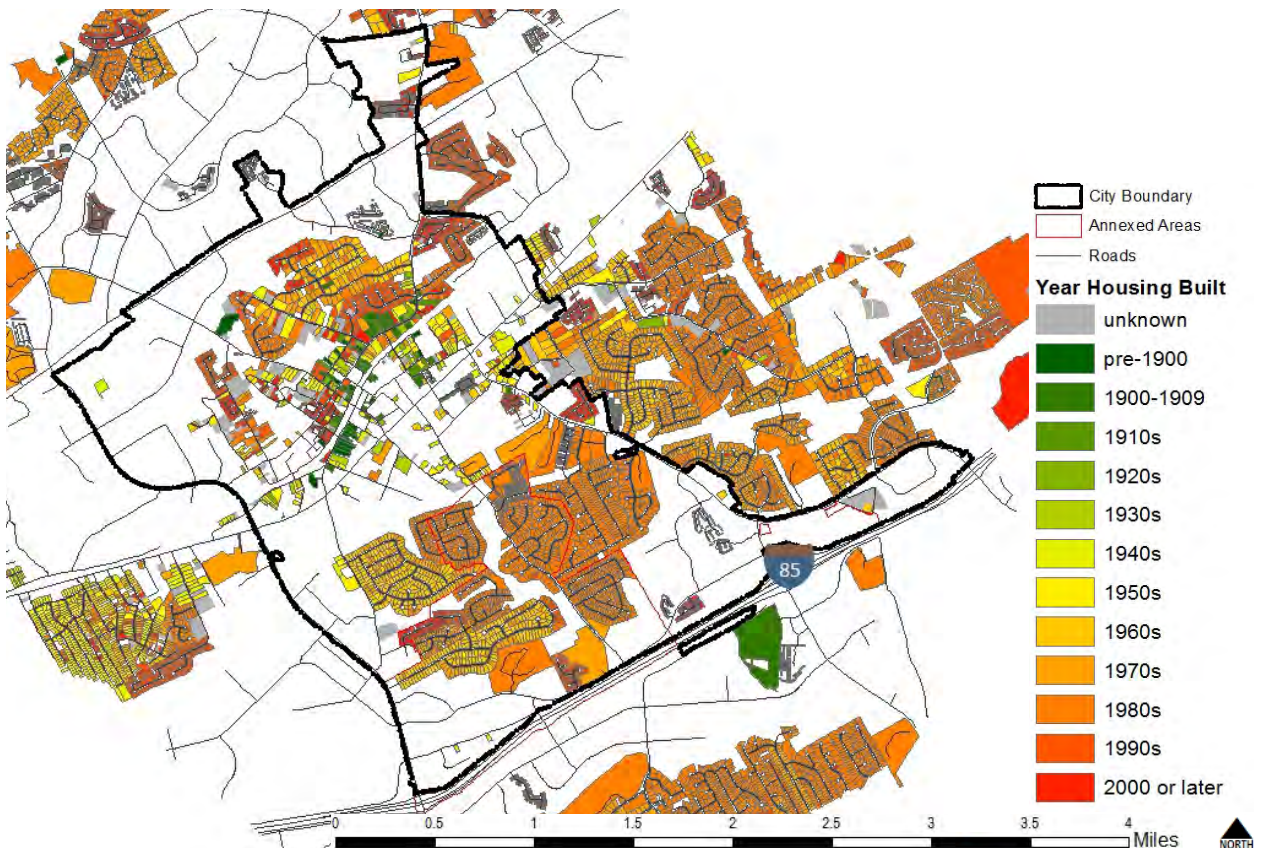 City Boundary
Annexed Areas
Roads
Year Housing Built
unknown
pre-1900
1900-1909
1910s
1920s
1930s
1940s
1950s
1960s
1970s
1980s
1990s
2000 or later
85
0 0.5 1 1.5 2 2.5 3 3.5 4
Miles
NORTH